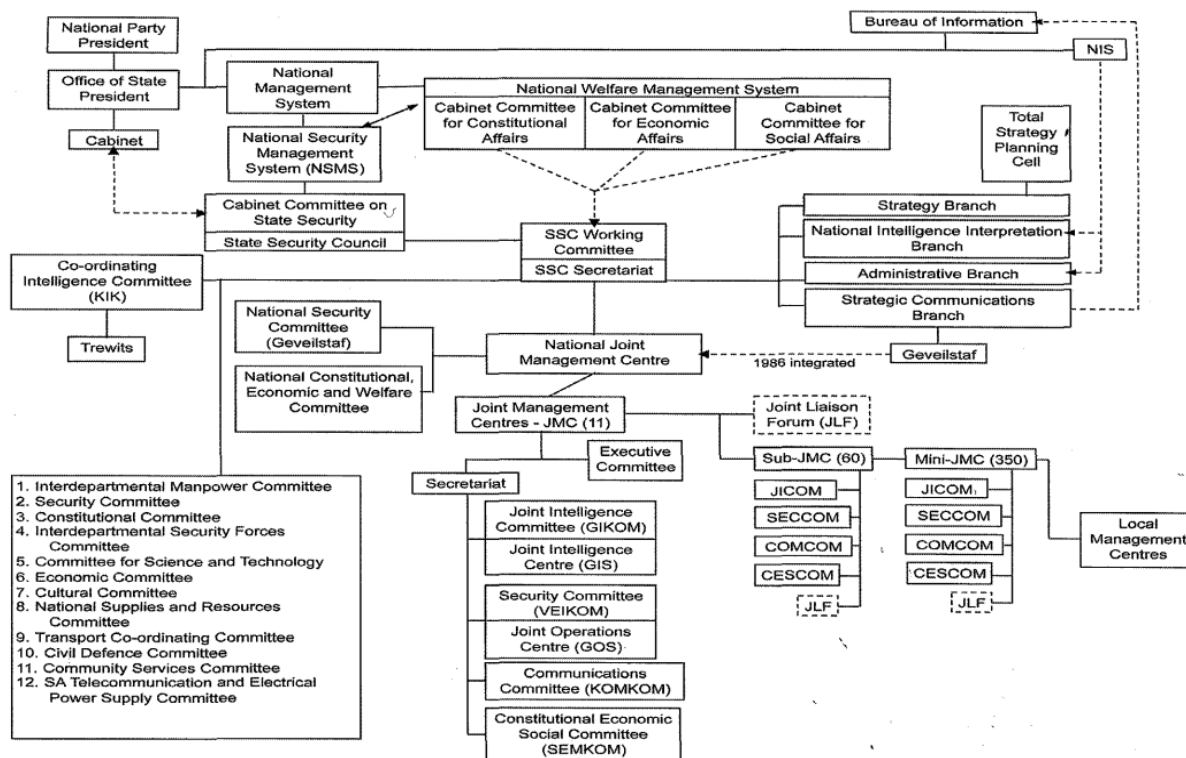 National Party
President
Office of State
President
Cabinet
National
Management
System
National Security
Management
System (NSMS)
Cabinet Committee on
State Security
State Security Council
National Welfare Management System
Cabinet Committee
for Constitutional
Affairs
Cabinet Committee
for Economic
Affairs
Cabinet
Committee for
Social Affairs
Bureau of Information
NIS
Total
Strategy
Planning
Cell
Strategy Branch
National Intelligence Interpretation
Branch
Administrative Branch
Strategic Communications
Branch
Geveilstaf
1986 integrated
SSC Working
Committee
SSC Secretariat
Co-ordinating
Intelligence Committee
(KIK)
Trewits
National Security
Committee
(Geveilstaf)
National Constitutional,
Economic and Welfare
Committee
National Joint
Management Centre
Joint Management
Centres - JMC (11)
Joint Liaison
Forum (JLF)
Executive
Committee
Secretariat
Joint Intelligence
Committee (GIKOM)
Joint Intelligence
Centre (GIS)
Security Committee
(VEIKOM)
Joint Operations
Centre (GOS)
Communications
Committee (KOMKOM)
Constitutional Economic
Social Committee
(SEMKOM)
Sub-JMC (60)
JICOM
SECCOM
COMCOM
CESCOM
JLF
Mini-JMC (350)
JICOM
SECCOM
COMCOM
CESCOM
JLF
Local
Management
Centres
1. Interdepartmental Manpower Committee
2. Security Committee
3. Constitutional Committee
4. Interdepartmental Security Forces
Committee
5. Committee for Science and Technology
6. Economic Committee
7. Cultural Committee
8. National Supplies and Resources
Committee
9. Transport Co-ordinating Committee
10. Civil Defence Committee
11. Community Services Committee
12. SA Telecommunication and Electrical
Power Supply Committee